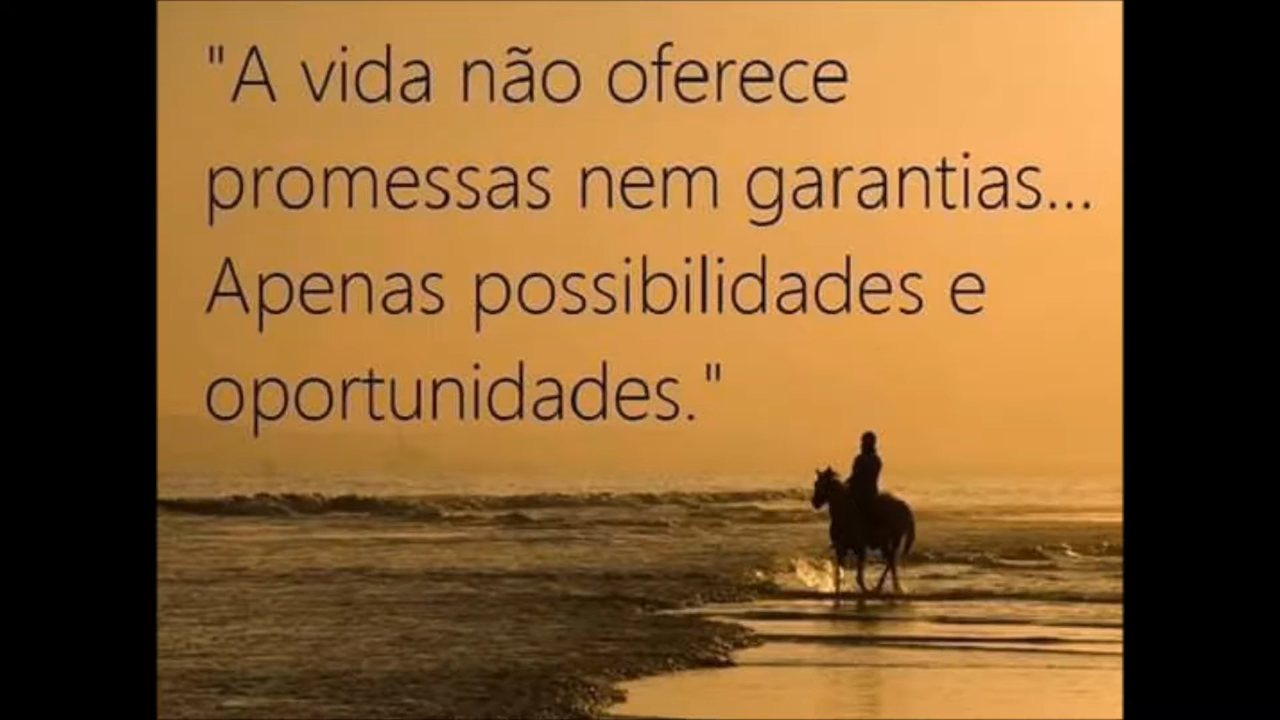 "A vida não oferece
promessas nem garantias...
Apenas possibilidades e
oportunidades."